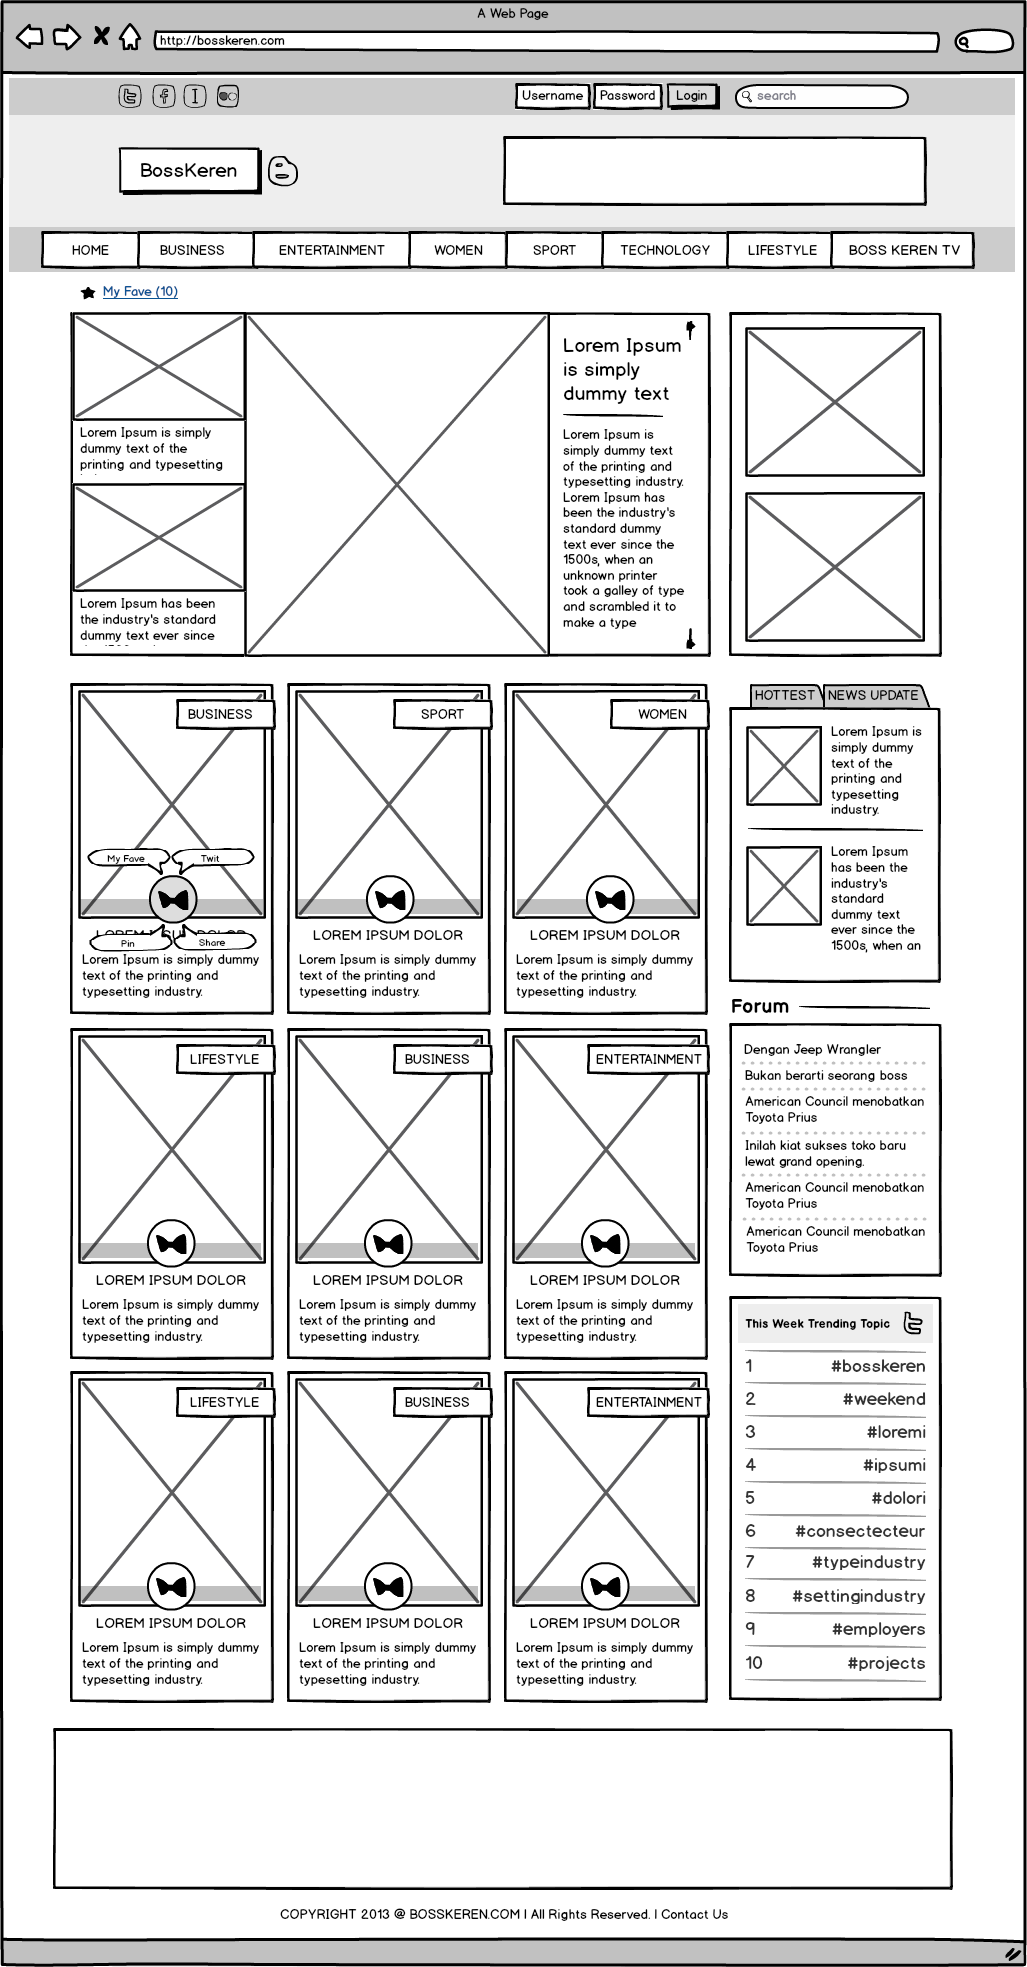 A Web Page
http://bosskeren.com
Username Password Login search
BossKeren
HOME BUSINESS ENTERTAINMENT WOMEN SPORT TECHNOLOGY LIFESTYLE BOSS KEREN TV
My Fave (10)
Lorem Ipsum is simply
dummy text of the
printing and typesetting
Lorem Ipsum has been
the industry's standard
dummy text ever since
Lorem Ipsum
is simply
dummy text
Lorem Ipsum is
simply dummy text
of the printing and
typesetting industry.
Lorem Ipsum has
been the industry's
standard dummy
text ever since the
1500s, when an
unknown printer
took a galley of type
and scrambled it to
make a type
BUSINESS
My Fave
Twit
Pin
Share
Lorem Ipsum is simply dummy
text of the printing and
typesetting industry.
SPORT
LOREM IPSUM DOLOR
Lorem Ipsum is simply dummy
text of the printing and
typesetting industry.
WOMEN
LOREM IPSUM DOLOR
Lorem Ipsum is simply dummy
text of the printing and
typesetting industry.
LIFESTYLE
LOREM IPSUM DOLOR
Lorem Ipsum is simply dummy
text of the printing and
typesetting industry.
BUSINESS
LOREM IPSUM DOLOR
Lorem Ipsum is simply dummy
text of the printing and
typesetting industry.
ENTERTAINMENT
LOREM IPSUM DOLOR
Lorem Ipsum is simply dummy
text of the printing and
typesetting industry.
LIFESTYLE
LOREM IPSUM DOLOR
Lorem Ipsum is simply dummy
text of the printing and
typesetting industry.
BUSINESS
LOREM IPSUM DOLOR
Lorem Ipsum is simply dummy
text of the printing and
typesetting industry.
ENTERTAINMENT
LOREM IPSUM DOLOR
Lorem Ipsum is simply dummy
text of the printing and
typesetting industry.
HOTTEST NEWS UPDATE
Lorem Ipsum is
simply dummy
text of the
printing and
typesetting
industry.
Lorem Ipsum
has been the
industry's
standard
dummy text
ever since the
1500s, when an
Forum
Dengan Jeep Wrangler
Bukan berarti seorang boss
American Council menobatkan
Toyota Prius
Inilah kiat sukses toko baru
lewat grand opening.
American Council menobatkan
Toyota Prius
American Council menobatkan
Toyota Prius
This Week Trending Topic
1 #bosskeren
2 #weekend
3 #loremi
4 #ipsumi
5 #dolori
6 #consectecteur
7 #typeindustry
8 #settingindustry
9 #employers
10 #projects
COPYRIGHT 2013 @ BOSSKEREN.COM | All Rights Reserved. | Contact Us